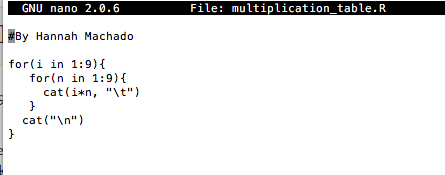 GNU nano 2.0.6 File: multiplication_table.R
#By Hannah Machado
for(i in 1:9){
   for(n in 1:9){
     cat(i*n, "\t")
   }
  cat("\n")
}